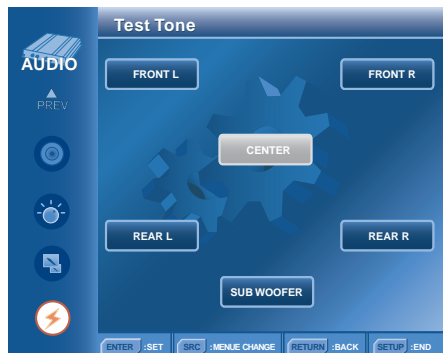 Test Tone
AUDIO
PREV
FRONT L
FRONT R
CENTER
REAR L
REAR R
SUB WOOFER
ENTER :SET SRC :MENUE CHANGE RETURN :BACK SETUP :END